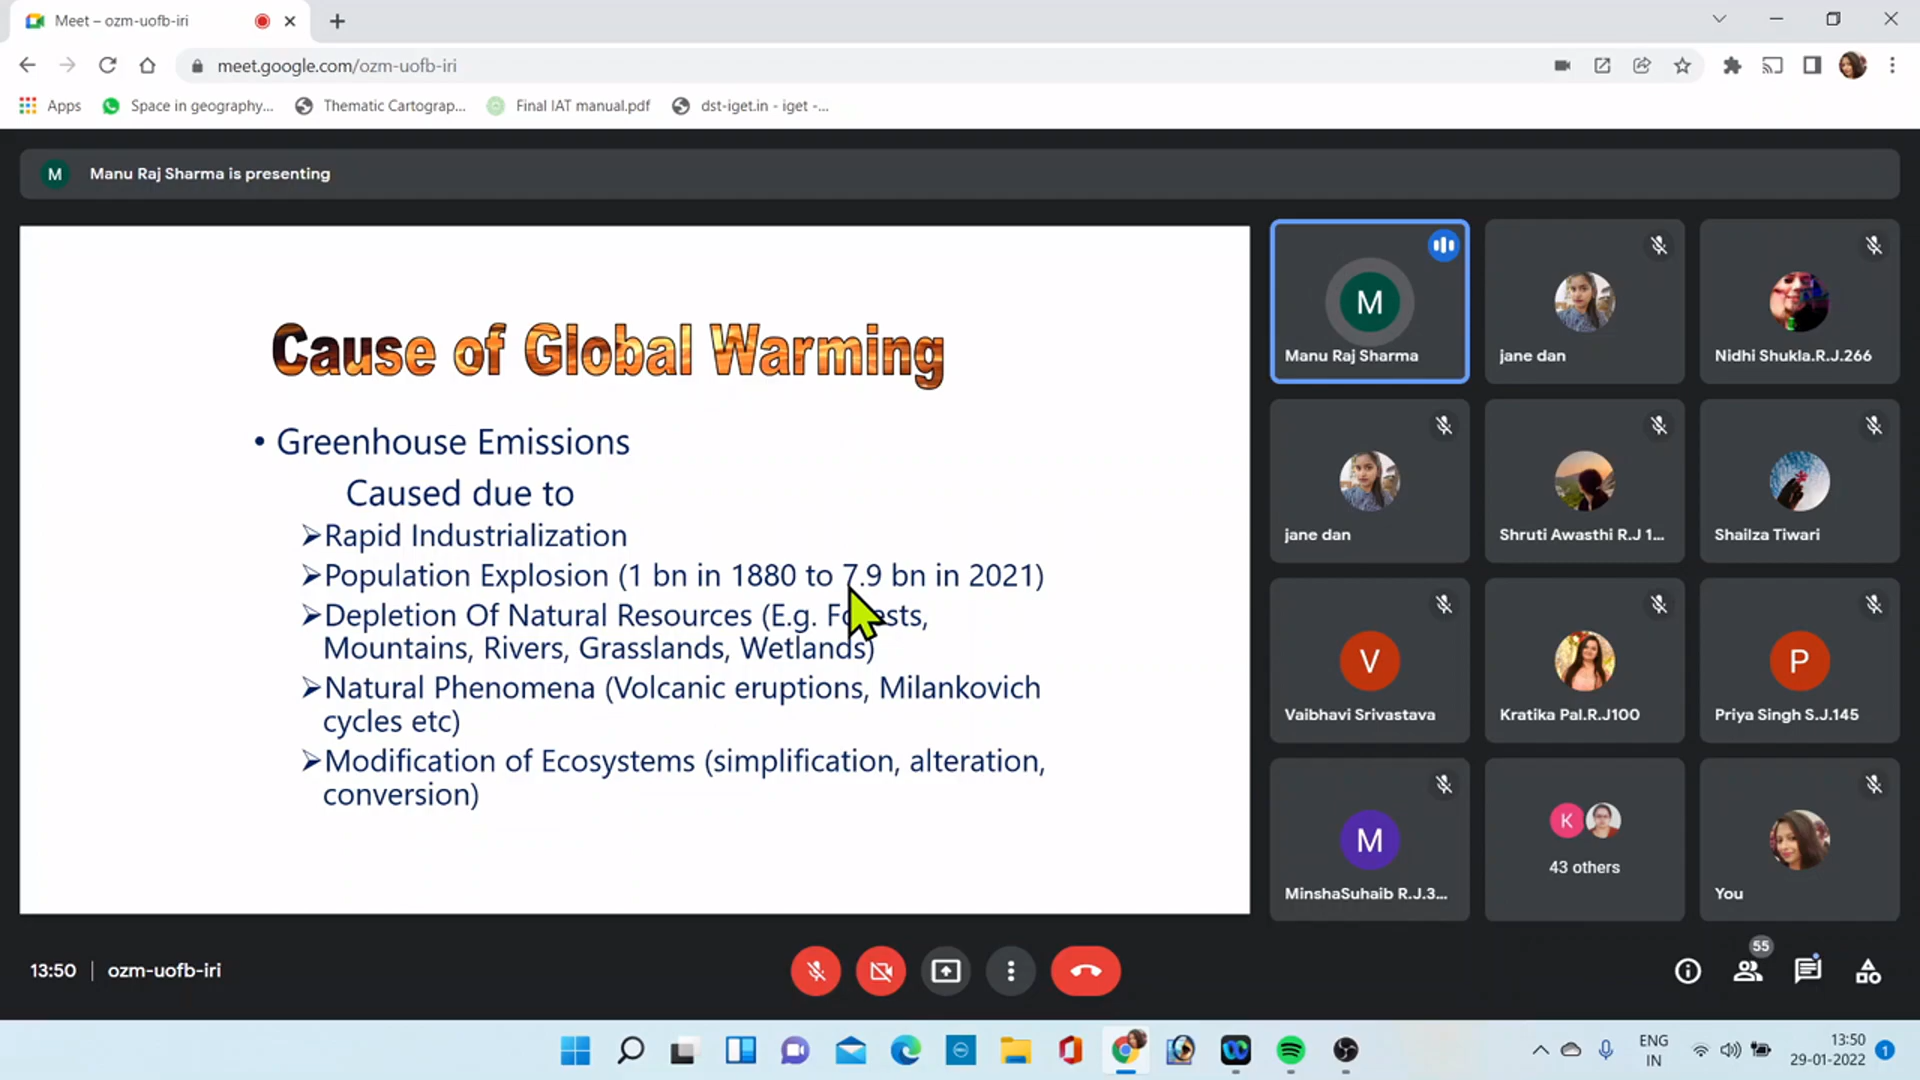 Meet – ozm-uofb-iri
meet.google.com/ozm-uofb-iri
Apps
Space in geography...
Thematic Cartograp...
Final IAT manual.pdf
dst-iget.in - iget -...
M
Manu Raj Sharma is presenting
Cause of Global Warming
• Greenhouse Emissions
Caused due to
➢Rapid Industrialization
➢Population Explosion (1 bn in 1880 to 7.9 bn in 2021)
➢Depletion Of Natural Resources (E.g. Forests,
Mountains, Rivers, Grasslands, Wetlands)
➢Natural Phenomena (Volcanic eruptions, Milankovich
cycles etc)
➢Modification of Ecosystems (simplification, alteration,
conversion)
M
Manu Raj Sharma
jane dan
Nidhi Shukla.R.J.266
jane dan
Shruti Awasthi R.J 1...
Shailza Tiwari
V
Vaibhavi Srivastava
Kratika Pal.R.J100
P
Priya Singh S.J.145
M
MinshaSuhaib R.J.3...
K
43 others
You
13:50 | ozm-uofb-iri
55
ENG
IN
13:50
29-01-2022
1